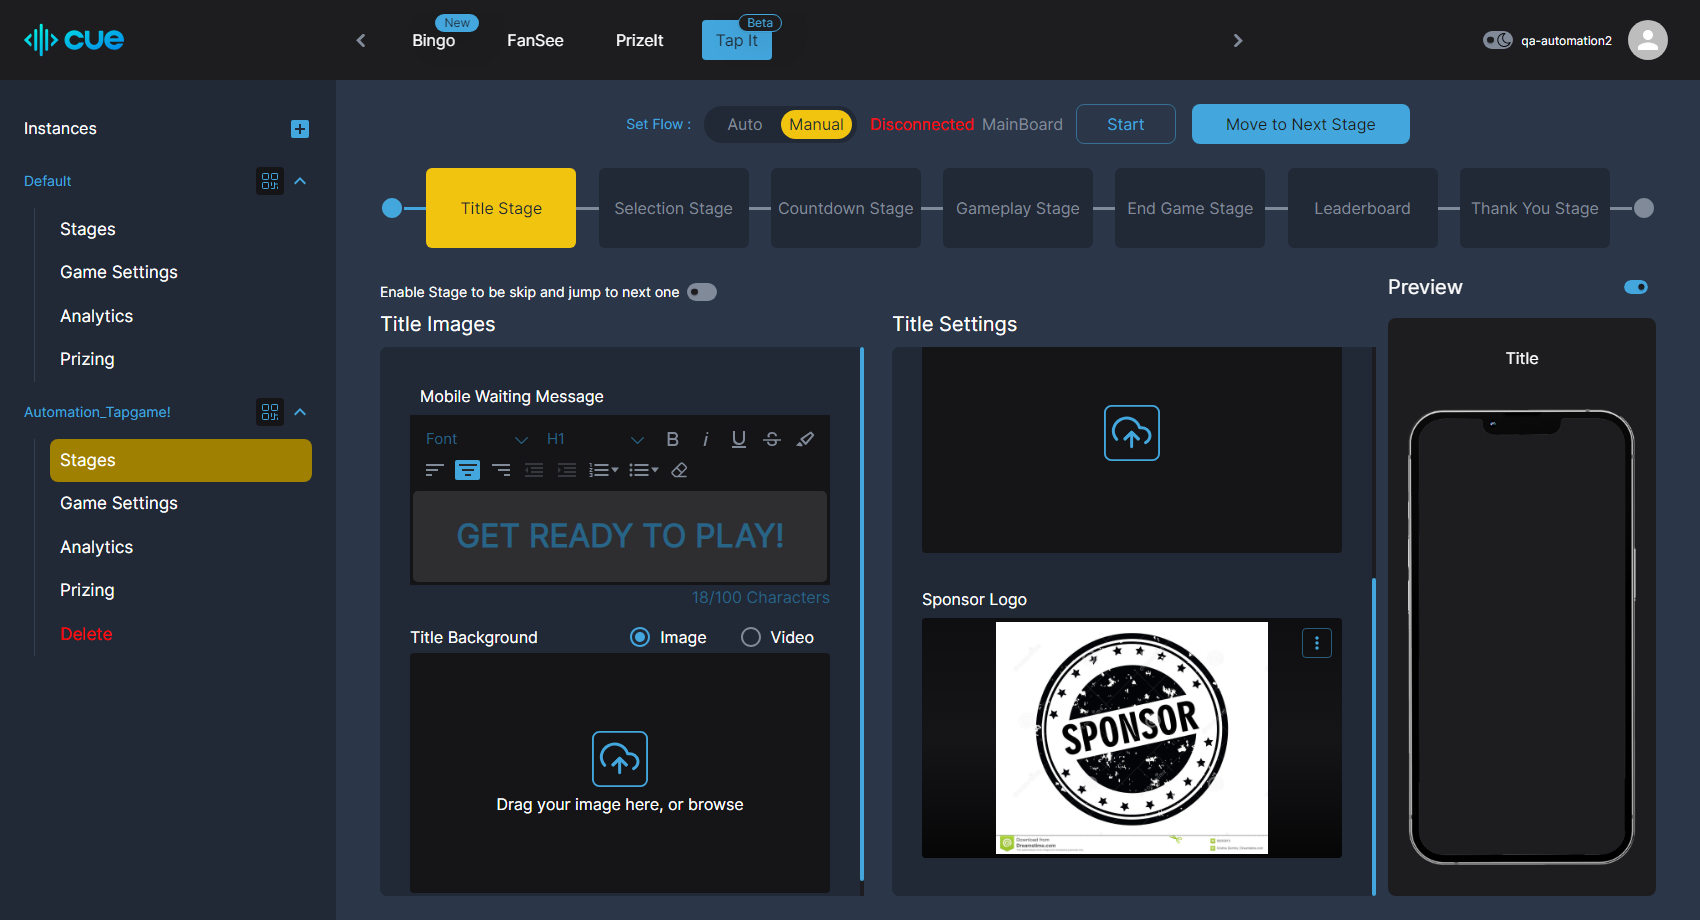 cue
New
Bingo
FanSee
PrizeIt
Beta
Tap It
qa-automation2
Instances
Default
Stages
Game Settings
Analytics
Prizing
Automation_Tapgame!
Stages
Game Settings
Analytics
Prizing
Delete
Set Flow :
Auto
Manual
Disconnected MainBoard
Start
Move to Next Stage
Title Stage
Selection Stage
Countdown Stage
Gameplay Stage
End Game Stage
Leaderboard
Thank You Stage
Enable Stage to be skip and jump to next one
Title Images
Mobile Waiting Message
Font
H1
B i U S
GET READY TO PLAY!
18/100 Characters
Title Background
Image
Video
Drag your image here, or browse
Title Settings
Sponsor Logo
SPONSOR
Download from
Dreamstime.com
Preview
Title